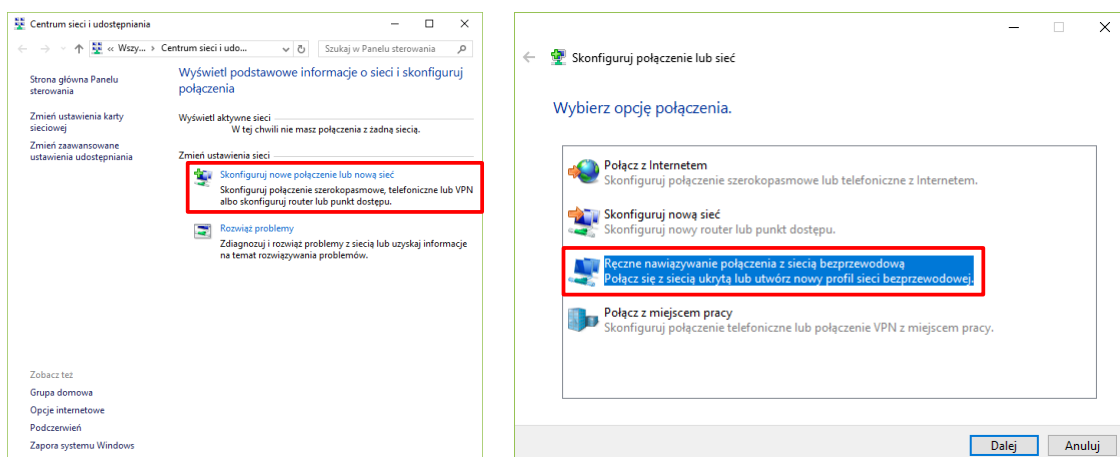 Centrum sieci i udostępniania
« Wszy... › Centrum sieci i udo...
Szukaj w Panelu sterowania
Strona główna Panelu
sterowania
Zmień ustawienia karty
sieciowej
Zmień zaawansowane
ustawienia udostępniania
Wyświetl podstawowe informacje o sieci i skonfiguruj
połączenia
Wyświetl aktywne sieci
W tej chwili nie masz połączenia z żadną siecią.
Zmień ustawienia sieci
Skonfiguruj nowe połączenie lub nową sieć
Skonfiguruj połączenie szerokopasmowe, telefoniczne lub VPN
albo skonfiguruj router lub punkt dostępu.
Rozwiąż problemy
Zdiagnozuj i rozwiąż problemy z siecią lub uzyskaj informacje
na temat rozwiązywania problemów.
Zobacz też
Grupa domowa
Opcje internetowe
Podczerwień
Zapora systemu Windows
Skonfiguruj połączenie lub sieć
Wybierz opcję połączenia.
Połącz z Internetem
Skonfiguruj połączenie szerokopasmowe lub telefoniczne z Internetem.
Skonfiguruj nową sieć
Skonfiguruj nowy router lub punkt dostępu.
Ręczne nawiązywanie połączenia z siecią bezprzewodową
Połącz się z siecią ukrytą lub utwórz nowy profil sieci bezprzewodowej.
Połącz z miejscem pracy
Skonfiguruj połączenie telefoniczne lub połączenie VPN z miejscem pracy.
Dalej
Anuluj